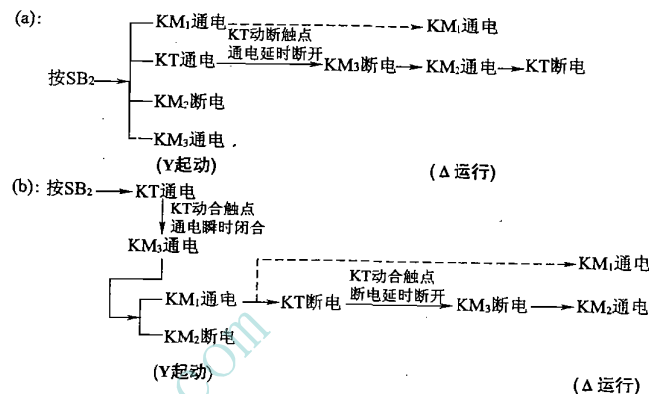 (a):
KM₁通电
KM₁通电
KT动断触点
通电延时断开
KT通电
KM₃断电
KM₂通电
KT断电
按SB₂
KM₂断电
KM₃通电
(Y起动)
(Δ 运行)
(b):
按SB₂
KT通电
KT动合触点
通电瞬时闭合
KM₃通电
KM₁通电
KT动合触点
断电延时断开
KM₁通电
KT断电
KM₃断电
KM₂通电
KM₂断电
(Y起动)
(Δ 运行)
.com